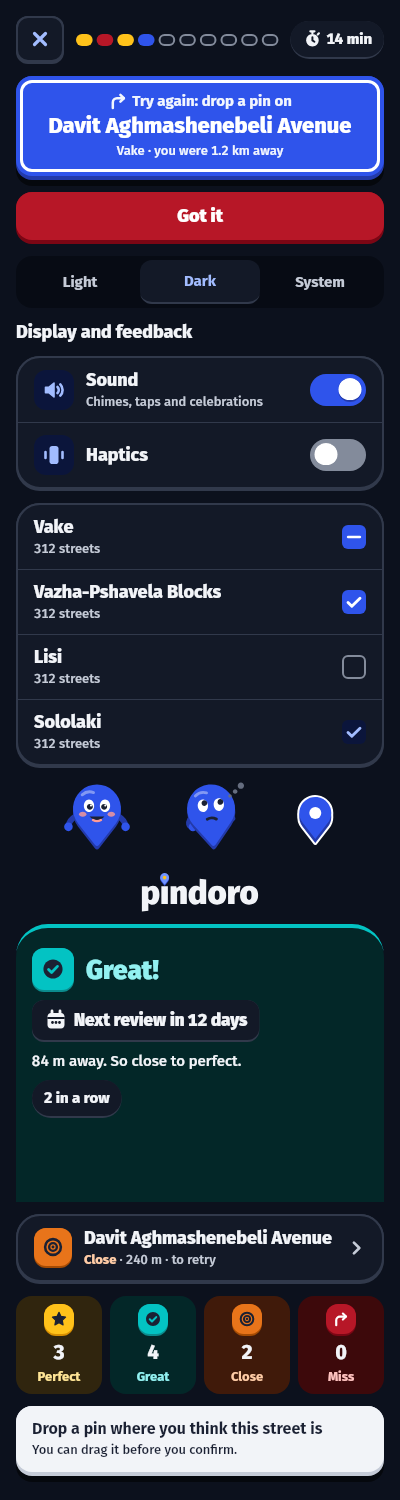 14 min
Try again: drop a pin on
Davit Aghmashenebeli Avenue
Vake · you were 1.2 km away
Got it
Light
Dark
System
Display and feedback
Sound
Chimes, taps and celebrations
Haptics
Vake
312 streets
Vazha-Pshavela Blocks
312 streets
Lisi
312 streets
Sololaki
312 streets
pindoro
Great!
Next review in 12 days
84 m away. So close to perfect.
2 in a row
Davit Aghmashenebeli Avenue
Close · 240 m · to retry
3
Perfect
4
Great
2
Close
0
Miss
Drop a pin where you think this street is
You can drag it before you confirm.